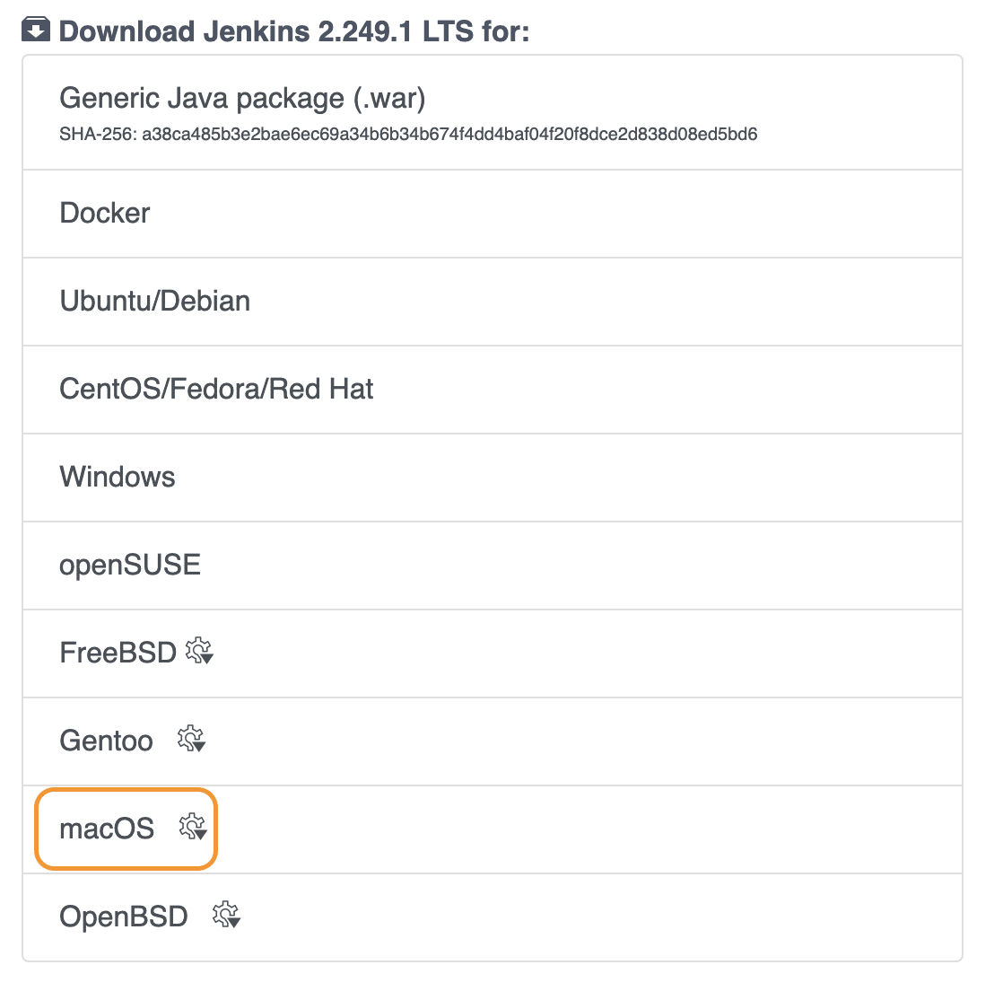 Download Jenkins 2.249.1 LTS for:
Generic Java package (.war)
SHA-256: a38ca485b3e2bae6ec69a34b6b34b674f4dd4baf04f20f8dce2d838d08ed5bd6
Docker
Ubuntu/Debian
CentOS/Fedora/Red Hat
Windows
openSUSE
FreeBSD
Gentoo
macOS
OpenBSD